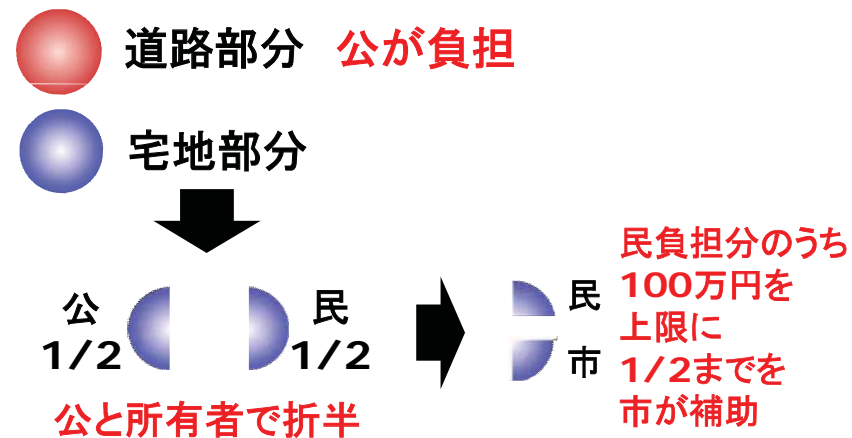 道路部分 公が負担
宅地部分
公
1/2
民
1/2
公と所有者で折半
民
市
民負担分のうち
100万円を
上限に
1/2までを
市が補助